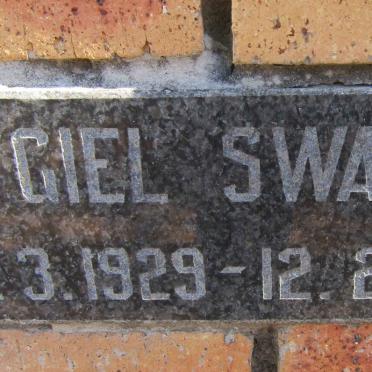 GIEL SWA
. 3. 1929 - 12. 2